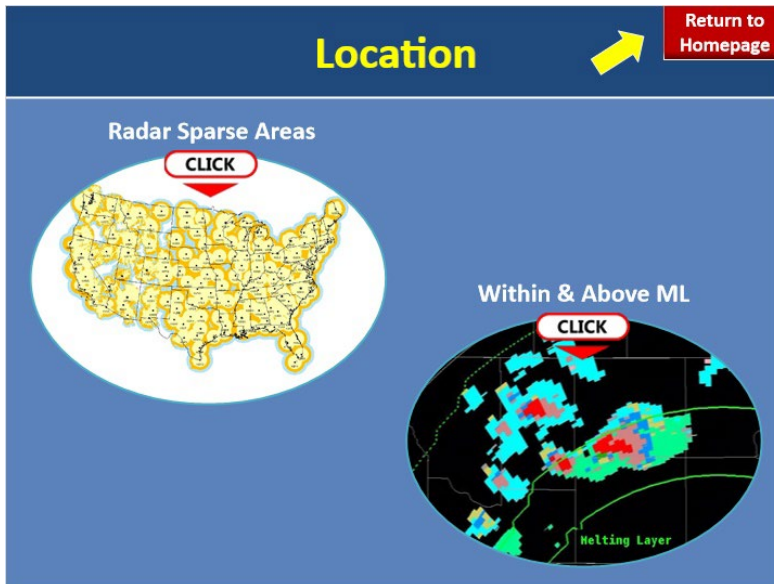 Location
Return to
Homepage
Radar Sparse Areas
CLICK
Within & Above ML
CLICK
Melting Layer